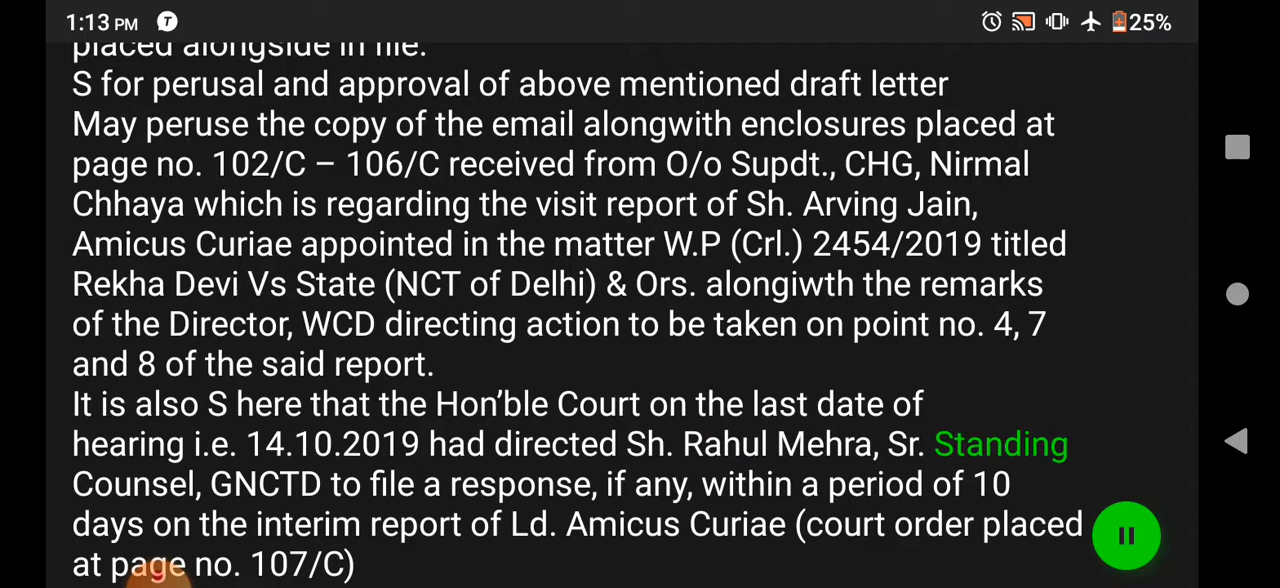 1:13 PM T 25%
placed alongside in file.
S for perusal and approval of above mentioned draft letter
May peruse the copy of the email alongwith enclosures placed at
page no. 102/C – 106/C received from O/o Supdt., CHG, Nirmal
Chhaya which is regarding the visit report of Sh. Arving Jain,
Amicus Curiae appointed in the matter W.P (Crl.) 2454/2019 titled
Rekha Devi Vs State (NCT of Delhi) & Ors. alongiwth the remarks
of the Director, WCD directing action to be taken on point no. 4, 7
and 8 of the said report.
It is also S here that the Hon’ble Court on the last date of
hearing i.e. 14.10.2019 had directed Sh. Rahul Mehra, Sr. Standing
Counsel, GNCTD to file a response, if any, within a period of 10
days on the interim report of Ld. Amicus Curiae (court order placed
at page no. 107/C)